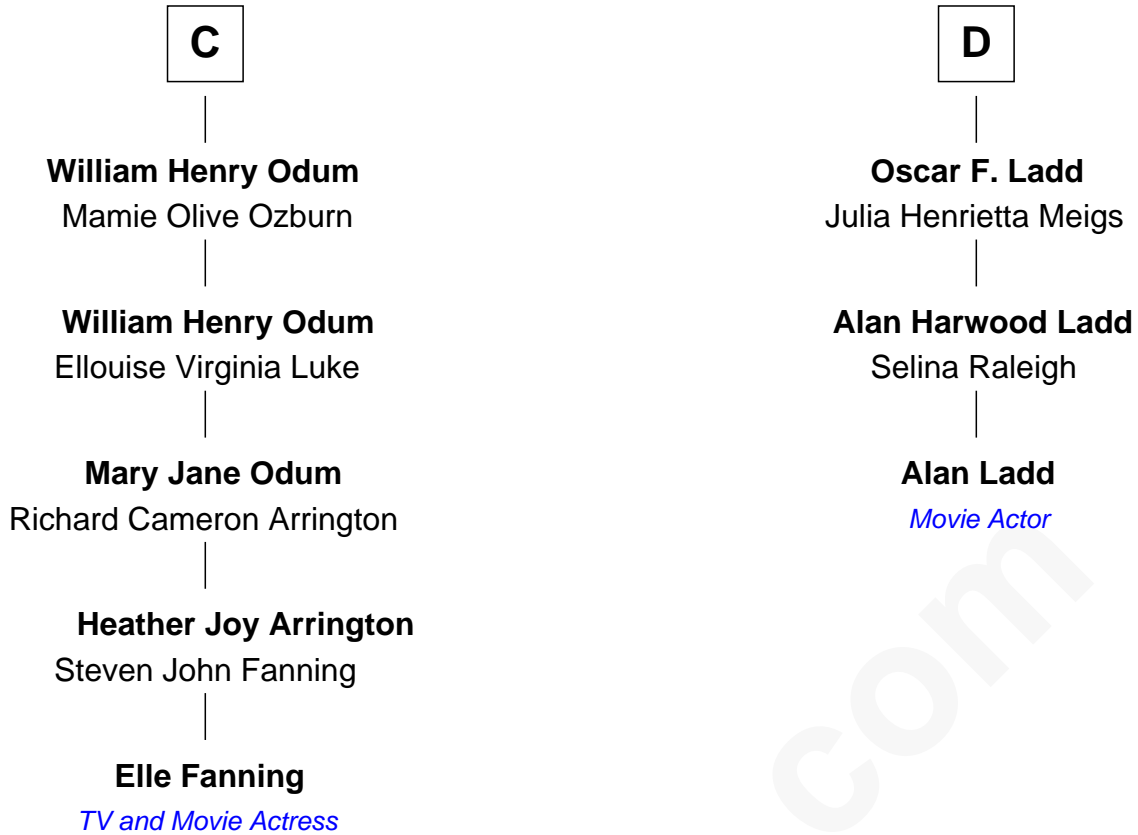 C
William Henry Odum
Mamie Olive Ozburn
William Henry Odum
Ellouise Virginia Luke
Mary Jane Odum
Richard Cameron Arrington
Heather Joy Arrington
Steven John Fanning
Elle Fanning
TV and Movie Actress
D
Oscar F. Ladd
Julia Henrietta Meigs
Alan Harwood Ladd
Selina Raleigh
Alan Ladd
Movie Actor
com